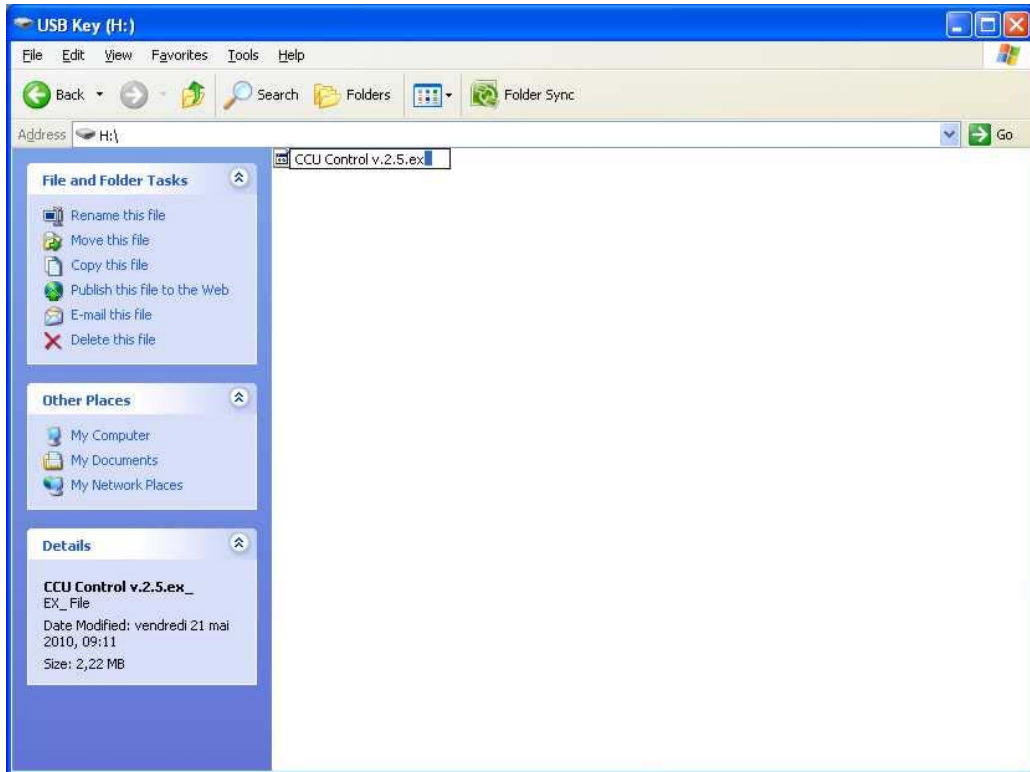 USB Key (H:)
File Edit View Favorites Tools Help
Back Search Folders Folder Sync
Address H:\ Go
CCU Control v.2.5.ex
File and Folder Tasks
Rename this file
Move this file
Copy this file
Publish this file to the Web
E-mail this file
Delete this file
Other Places
My Computer
My Documents
My Network Places
Details
CCU Control v.2.5.ex_
EX_ File
Date Modified: vendredi 21 mai
2010, 09:11
Size: 2,22 MB